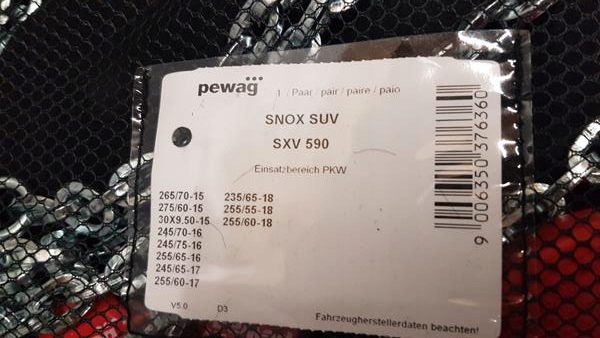 pewag
1 / Paar / pair / paire / paio
SNOX SUV
SXV 590
Einsatzbereich PKW
265/70-15
275/60-15
30X9.50-15
245/70-16
245/75-16
255/65-16
245/65-17
255/60-17
235/65-18
255/55-18
255/60-18
V5.0 D3
Fahrzeugherstellerdaten beachten!
9 006350 376360